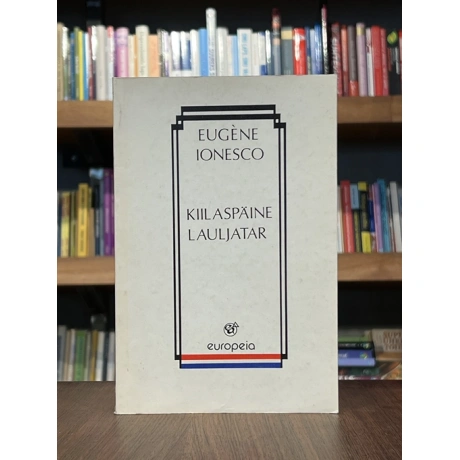 EUGÈNE
IONESCO
KIILASPÄINE
LAULJATAR
europeia